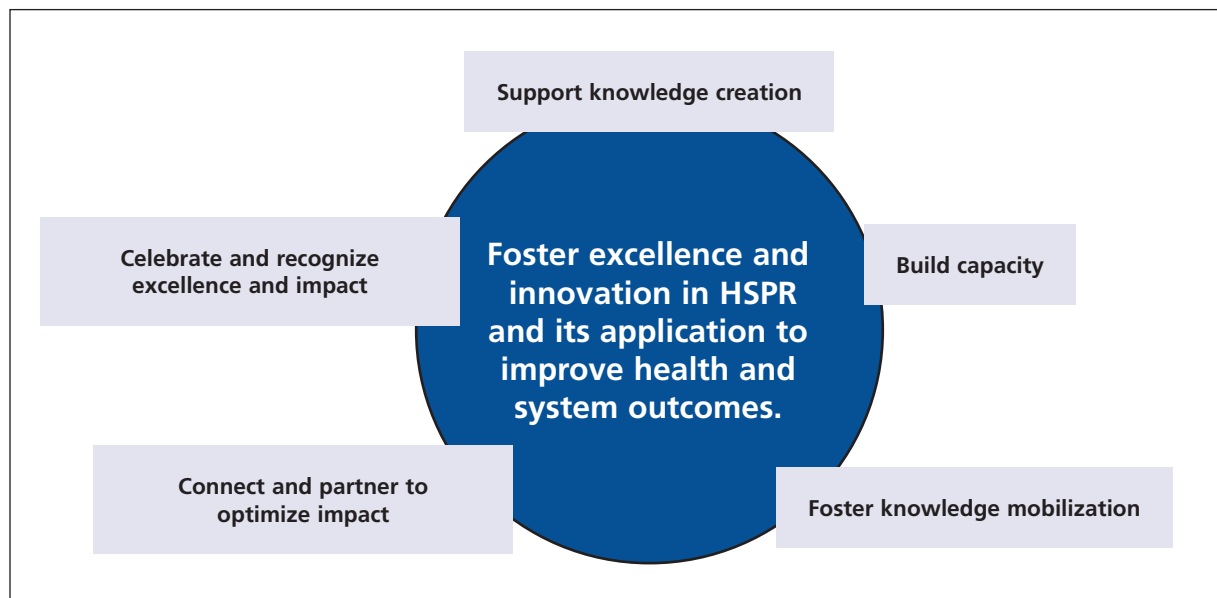 Support knowledge creation
Celebrate and recognize
excellence and impact
Foster excellence and
innovation in HSPR
and its application to
improve health and
system outcomes.
Build capacity
Connect and partner to
optimize impact
Foster knowledge mobilization